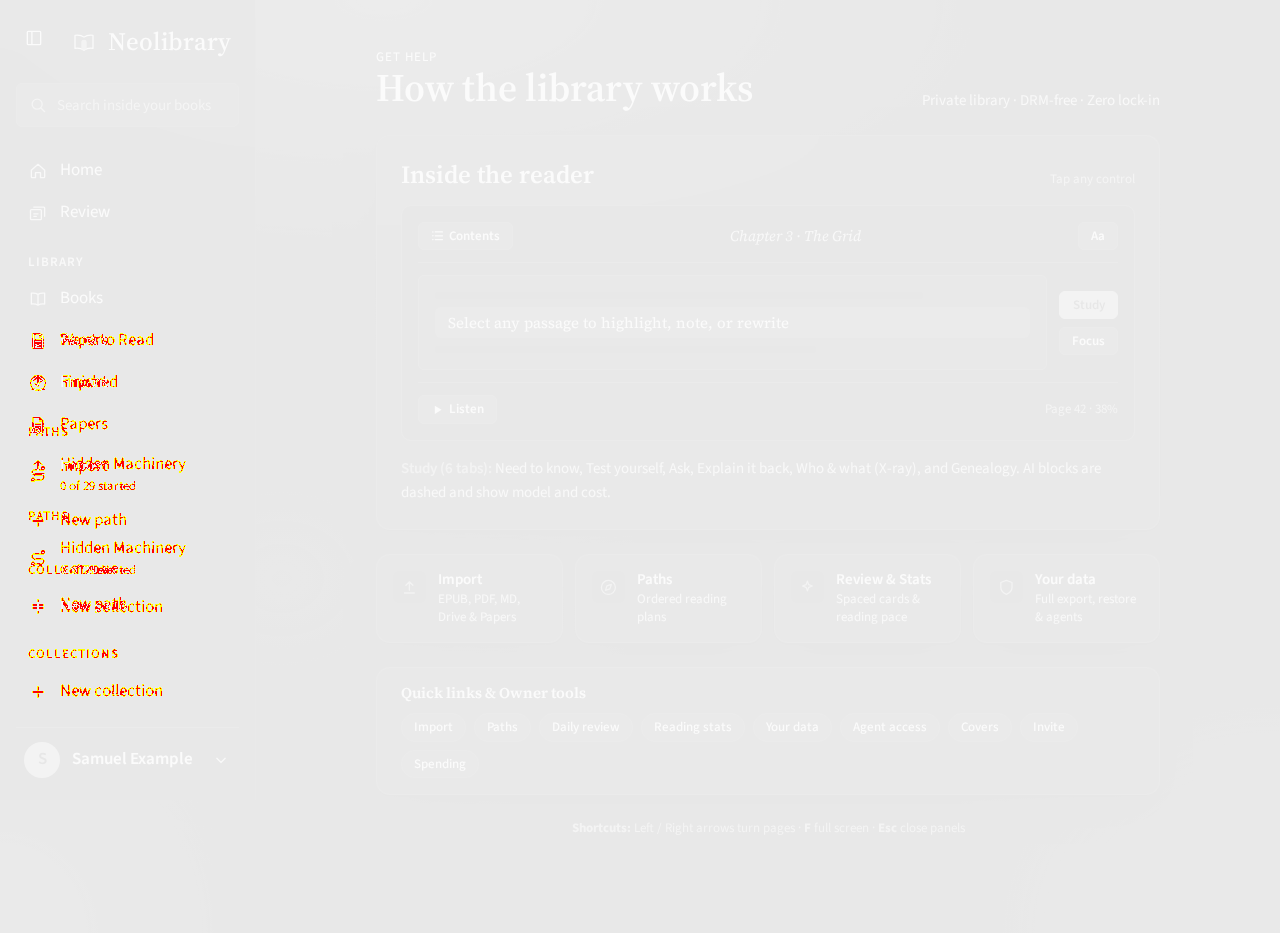 Neolibrary
Search inside your books
Home
Review
LIBRARY
Books
to Read
Papers
PATHS
Hidden Machinery
0 of 29 started
PATHS
New path
Hidden Machinery
COLLECTIONS
New path
New collection
COLLECTIONS
New collection
S
Samuel Example
GET HELP
How the library works
Private library · DRM-free · Zero lock-in
Inside the reader
Tap any control
Contents
Chapter 3 · The Grid
Aa
Select any passage to highlight, note, or rewrite
Study
Focus
Listen
Page 42 · 38%
Study (6 tabs): Need to know, Test yourself, Ask, Explain it back, Who & what (X-ray), and Genealogy. AI blocks are
dashed and show model and cost.
Import
EPUB, PDF, MD,
Drive & Papers
Paths
Ordered reading
plans
Review & Stats
Spaced cards &
reading pace
Your data
Full export, restore
& agents
Quick links & Owner tools
Import
Paths
Daily review
Reading stats
Your data
Agent access
Covers
Invite
Spending
Shortcuts: Left / Right arrows turn pages · F full screen · Esc close panels